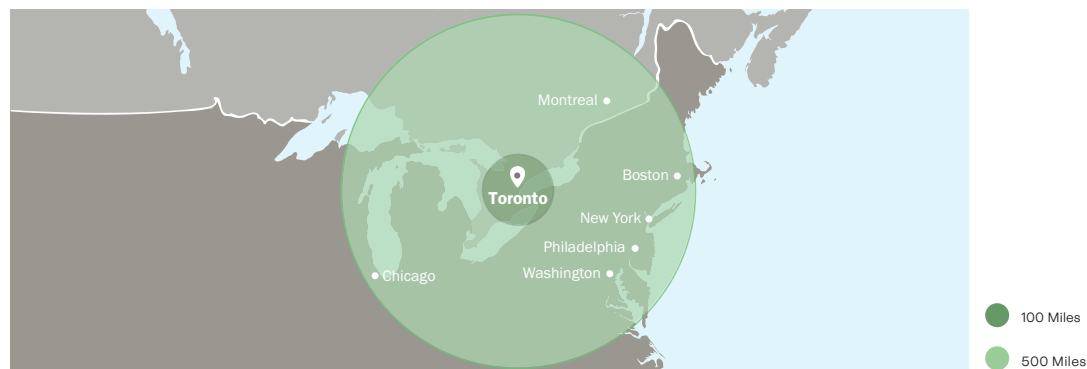 Montreal
Boston
Toronto
New York
Philadelphia
Washington
Chicago
100 Miles
500 Miles